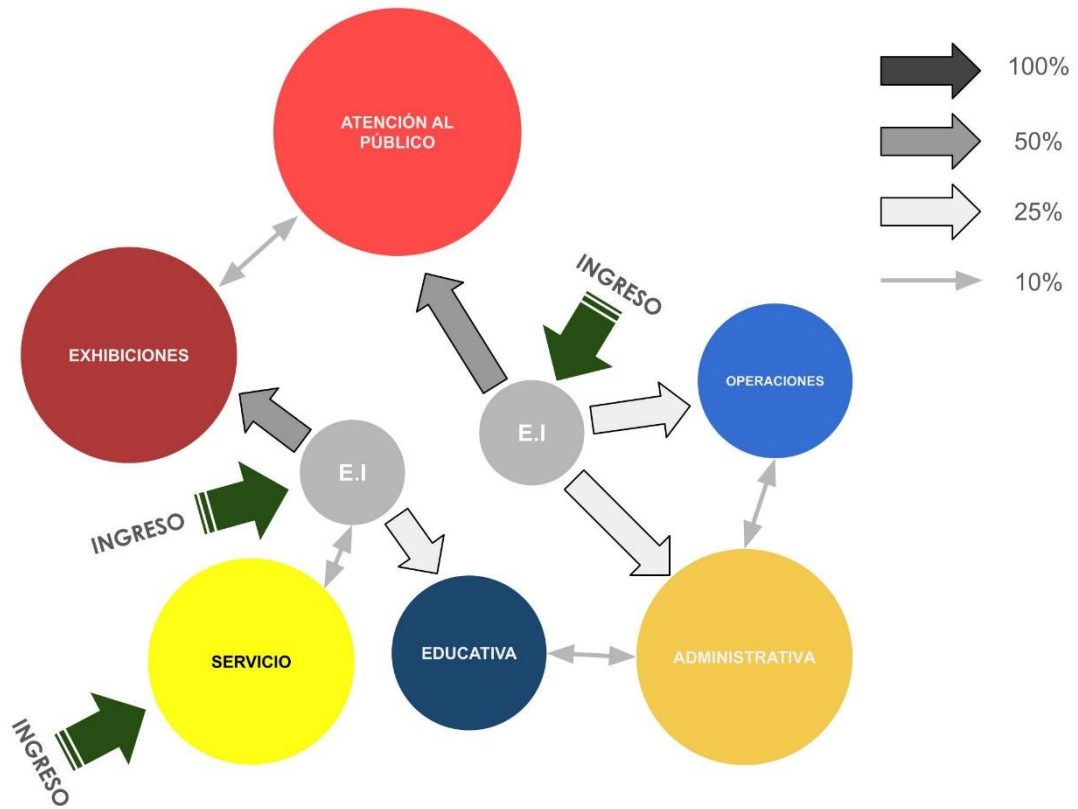 ATENCIÓN AL
PÚBLICO
100%
50%
25%
10%
INGRESO
EXHIBICIONES
OPERACIONES
E.I
E.I
INGRESO
SERVICIO
EDUCATIVA
ADMINISTRATIVA
INGRESO